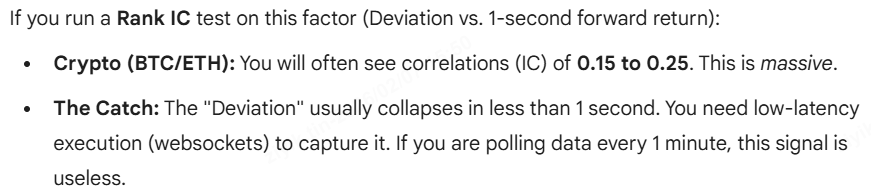 If you run a Rank IC test on this factor (Deviation vs. 1-second forward return):
• Crypto (BTC/ETH): You will often see correlations (IC) of 0.15 to 0.25. This is massive.
• The Catch: The "Deviation" usually collapses in less than 1 second. You need low-latency
execution (websockets) to capture it. If you are polling data every 1 minute, this signal is
useless.